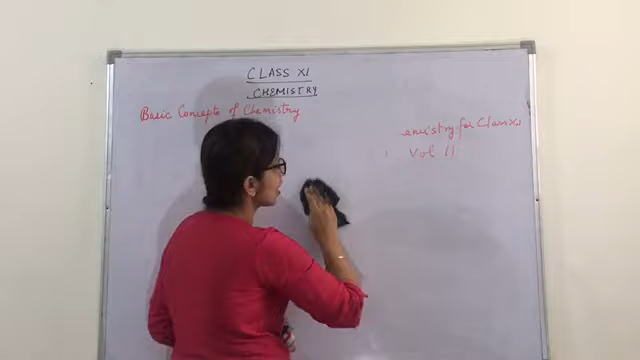 CLASS XI
CHEMISTRY
Basic Concepts of Chemistry
emistry for Class XI
Vol II